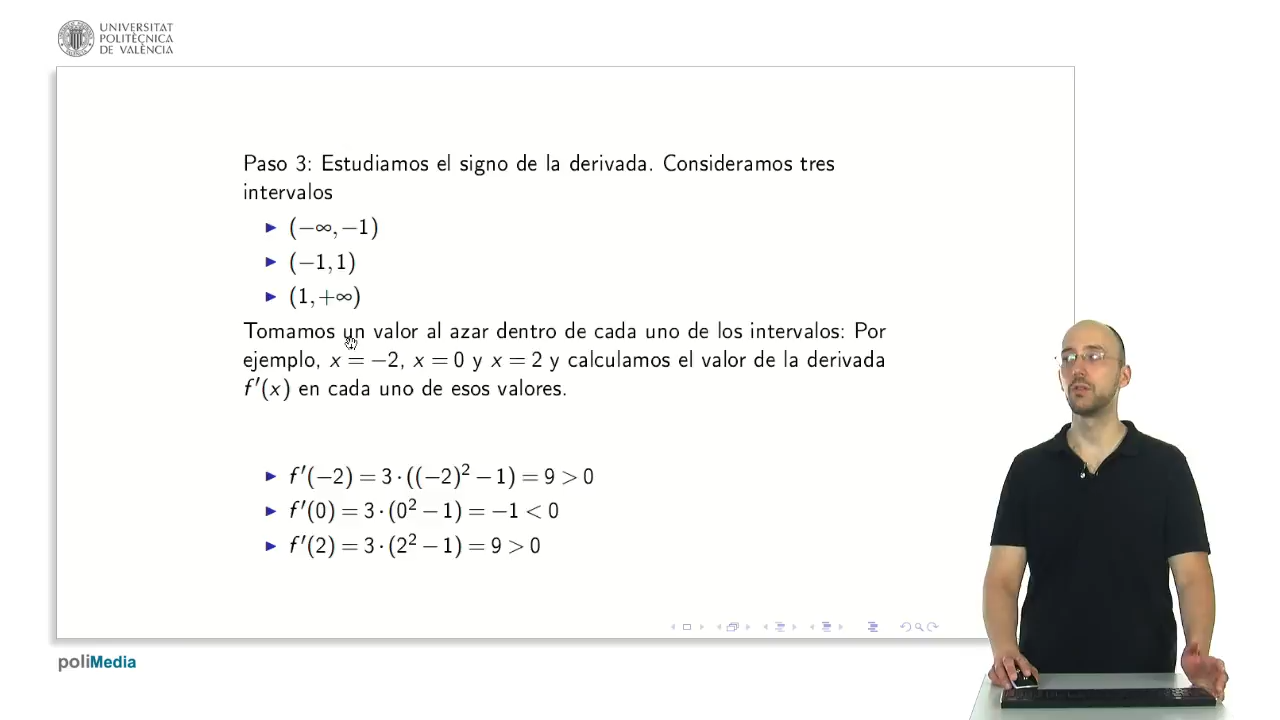 UNIVERSITAT
POLITÈCNICA
DE VALÈNCIA
Paso 3: Estudiamos el signo de la derivada. Consideramos tres
intervalos
▶ (−∞, −1)
▶ (−1, 1)
▶ (1, +∞)
Tomamos un valor al azar dentro de cada uno de los intervalos: Por
ejemplo, x = −2, x = 0 y x = 2 y calculamos el valor de la derivada
f′(x) en cada uno de esos valores.
▶ f′(−2) = 3 · ((−2)² − 1) = 9 > 0
▶ f′(0) = 3 · (0² − 1) = −1 < 0
▶ f′(2) = 3 · (2² − 1) = 9 > 0
poliMedia